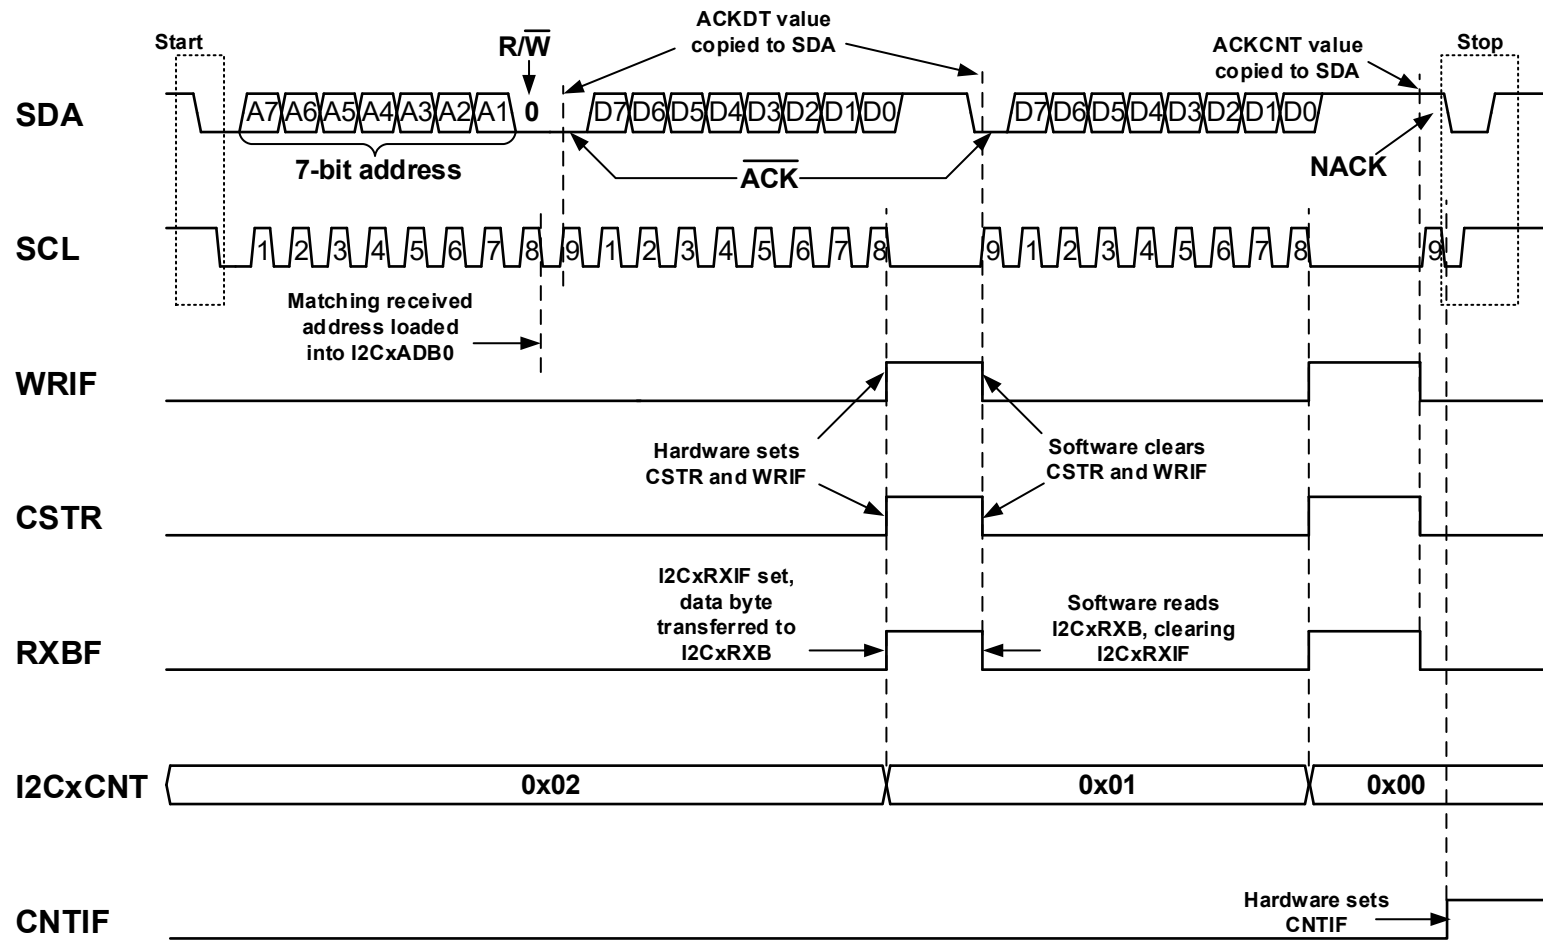 ACKDT value
copied to SDA
Start
R/W̅
ACKCNT value
copied to SDA
Stop
SDA
A7 A6 A5 A4 A3 A2 A1 0 D7 D6 D5 D4 D3 D2 D1 D0 D7 D6 D5 D4 D3 D2 D1 D0
7-bit address
A̅C̅K̅
NACK
SCL
1 2 3 4 5 6 7 8 9 1 2 3 4 5 6 7 8 9 1 2 3 4 5 6 7 8 9
Matching received
address loaded
into I2CxADB0
WRIF
Hardware sets
CSTR and WRIF
Software clears
CSTR and WRIF
CSTR
I2CxRXIF set,
data byte
transferred to
I2CxRXB
Software reads
I2CxRXB, clearing
I2CxRXIF
RXBF
I2CxCNT
0x02 0x01 0x00
Hardware sets
CNTIF
CNTIF